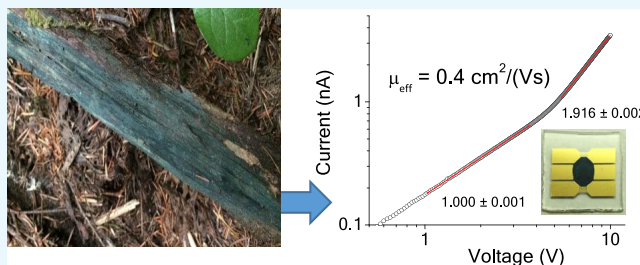 μeff = 0.4 cm²/(Vs)
Current (nA)
1
0.1
1.916 ± 0.002
1.000 ± 0.001
1
10
Voltage (V)